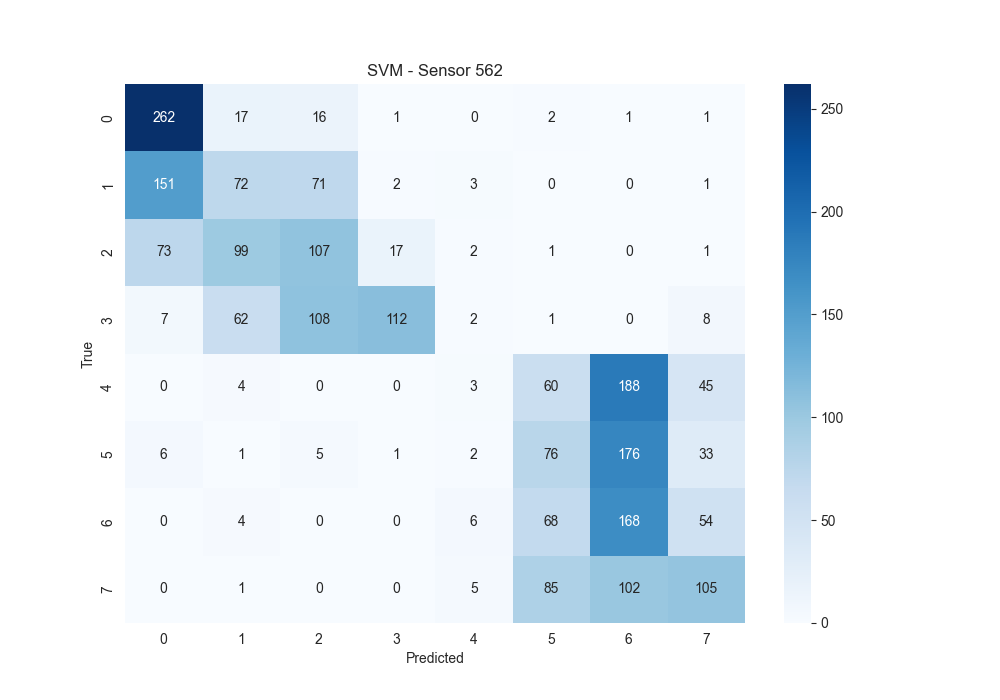 SVM - Sensor 562
True
0 262 17 16 1 0 2 1 1
1 151 72 71 2 3 0 0 1
2 73 99 107 17 2 1 0 1
3 7 62 108 112 2 1 0 8
4 0 4 0 0 3 60 188 45
5 6 1 5 1 2 76 176 33
6 0 4 0 0 6 68 168 54
7 0 1 0 0 5 85 102 105
0 1 2 3 4 5 6 7
Predicted
250
200
150
100
50
0